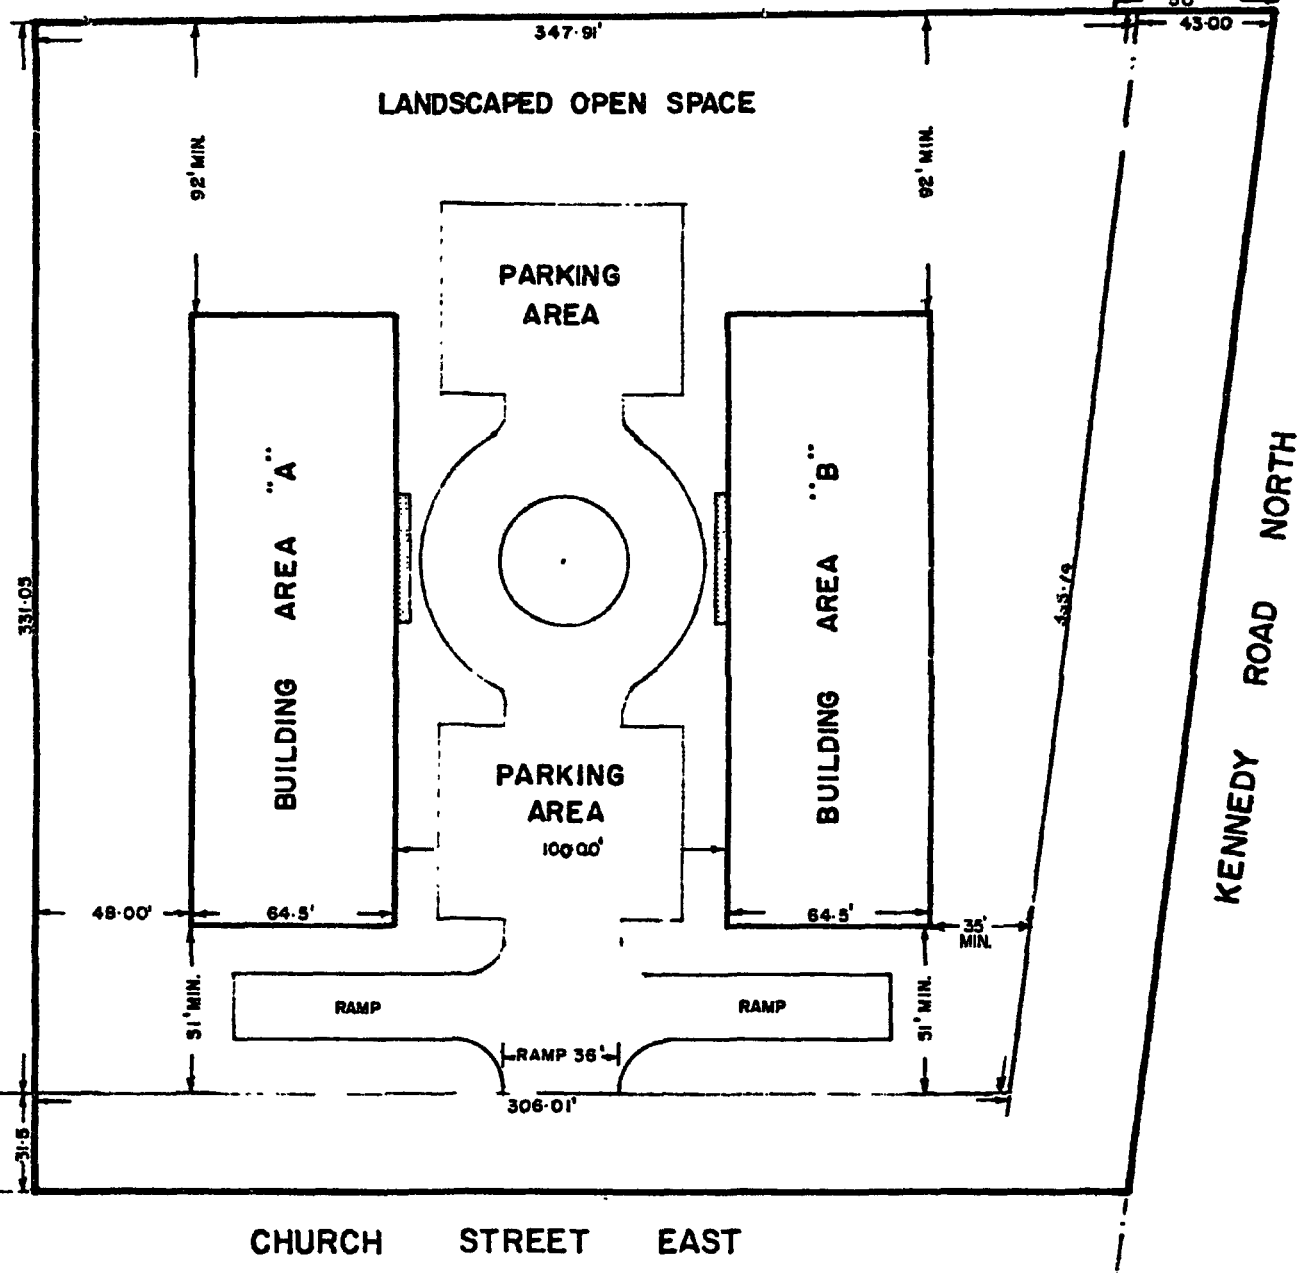 347.91'
43.00
LANDSCAPED OPEN SPACE
92' MIN.
92' MIN.
PARKING
AREA
BUILDING AREA "A"
BUILDING AREA "B"
331.05
KENNEDY ROAD NORTH
PARKING
AREA
100.00'
48.00'
64.5'
64.5'
35'
MIN.
51' MIN.
51' MIN.
RAMP
RAMP
RAMP 36'
306.01'
31.5
CHURCH STREET EAST